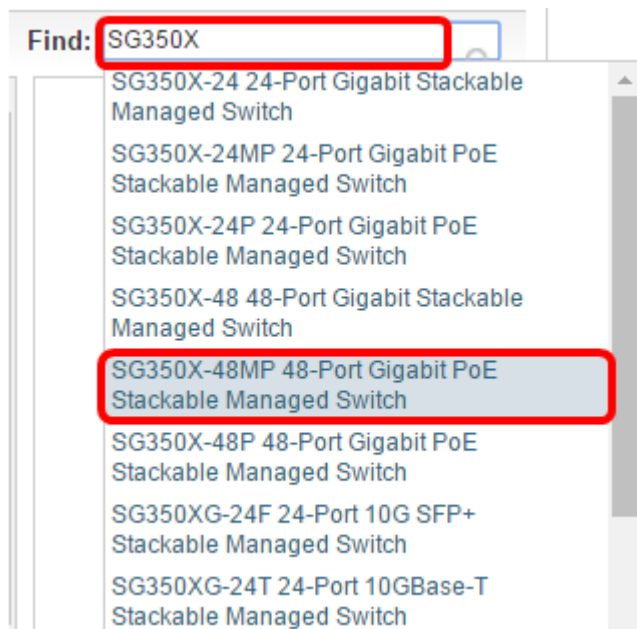 Find: SG350X
SG350X-24 24-Port Gigabit Stackable
Managed Switch
SG350X-24MP 24-Port Gigabit PoE
Stackable Managed Switch
SG350X-24P 24-Port Gigabit PoE
Stackable Managed Switch
SG350X-48 48-Port Gigabit Stackable
Managed Switch
SG350X-48MP 48-Port Gigabit PoE
Stackable Managed Switch
SG350X-48P 48-Port Gigabit PoE
Stackable Managed Switch
SG350XG-24F 24-Port 10G SFP+
Stackable Managed Switch
SG350XG-24T 24-Port 10GBase-T
Stackable Managed Switch